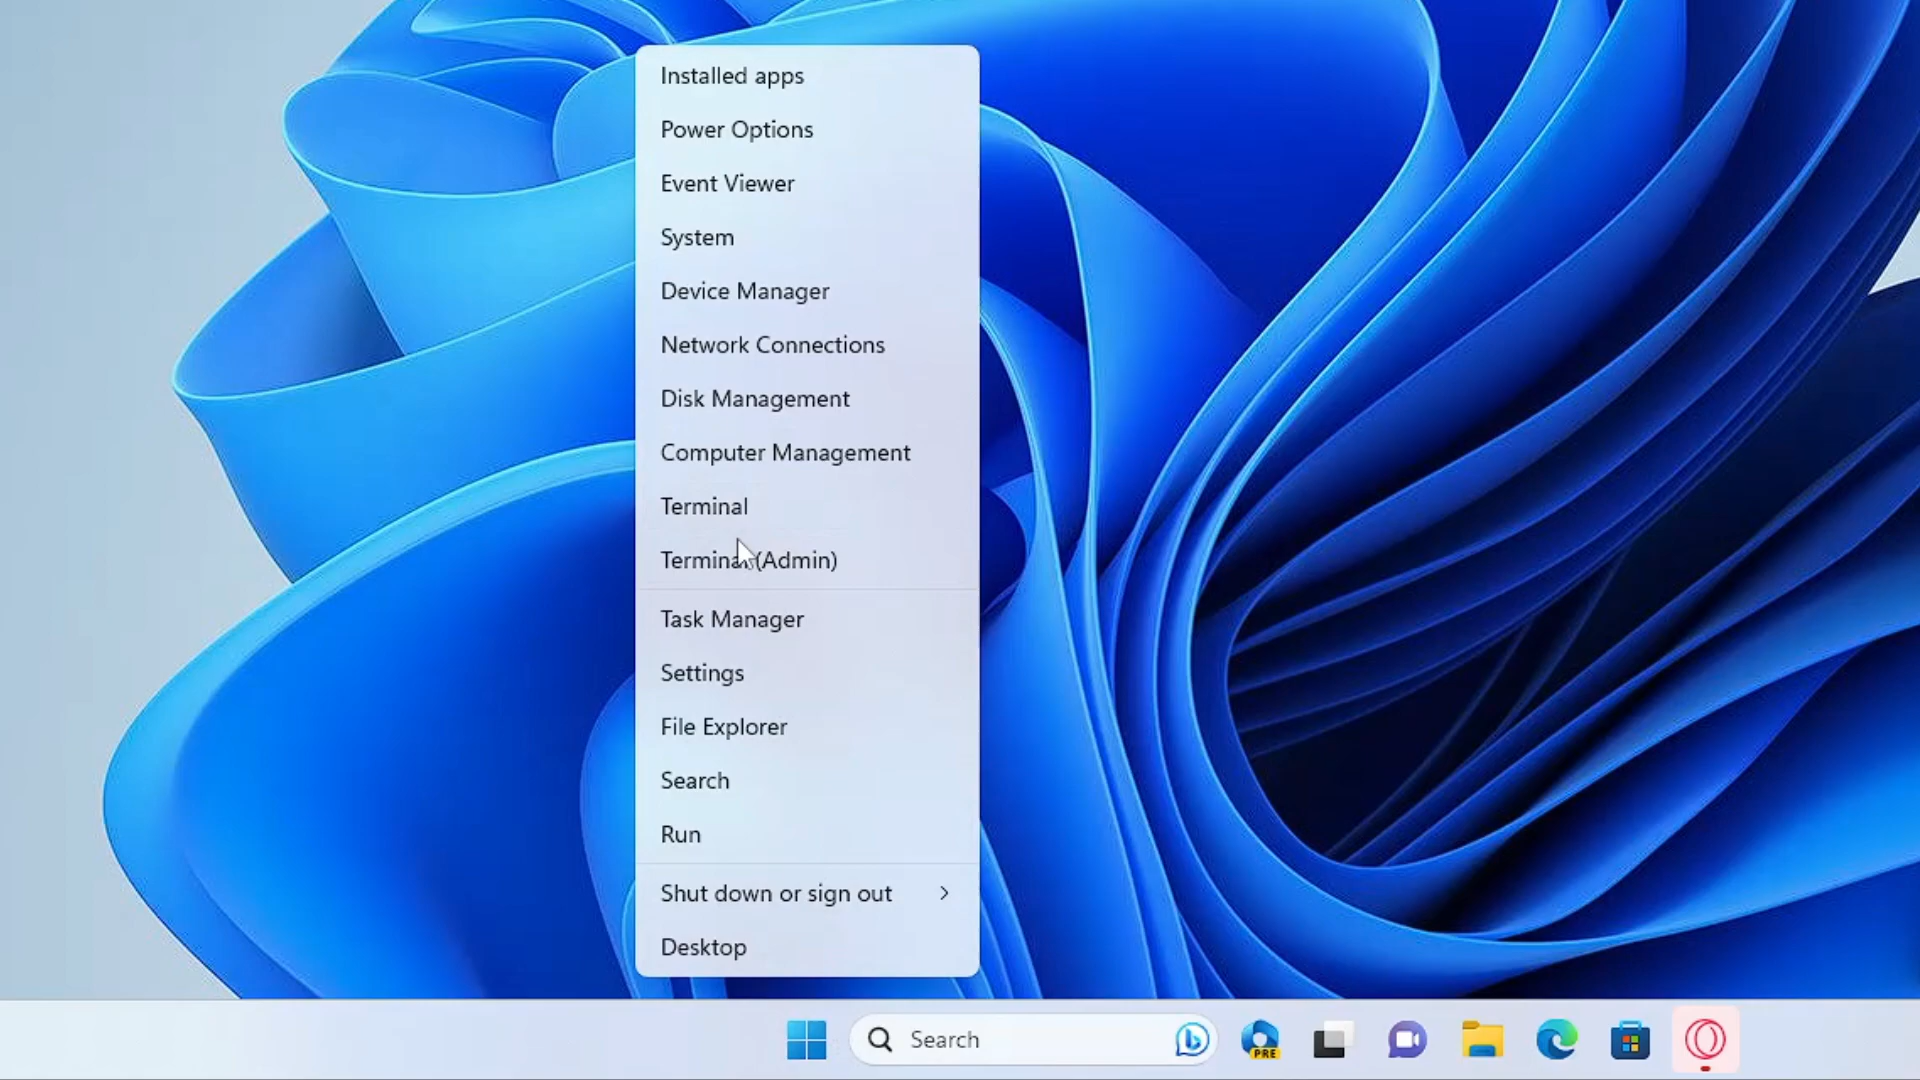 Installed apps
Power Options
Event Viewer
System
Device Manager
Network Connections
Disk Management
Computer Management
Terminal
Terminal (Admin)
Task Manager
Settings
File Explorer
Search
Run
Shut down or sign out
Desktop
Search
PRE